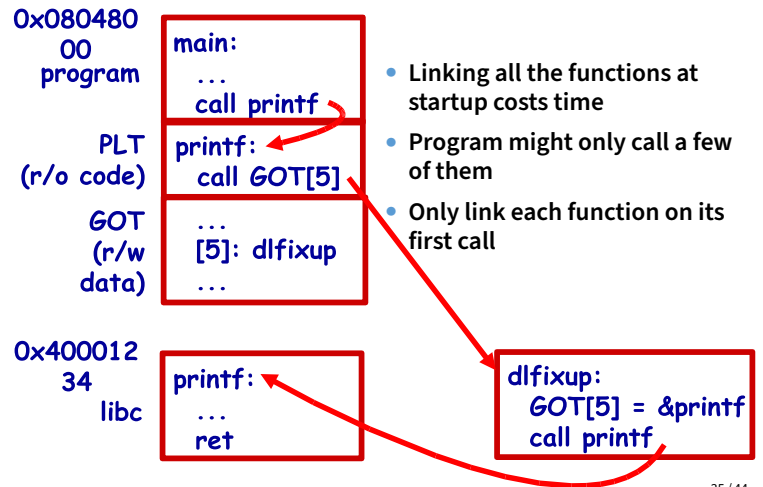 0x080480
00
program
main:
...
call printf
PLT
(r/o code)
printf:
call GOT[5]
GOT
(r/w
data)
...
[5]: dlfixup
...
• Linking all the functions at
startup costs time
• Program might only call a few
of them
• Only link each function on its
first call
0x400012
34
libc
printf:
...
ret
dlfixup:
GOT[5] = &printf
call printf